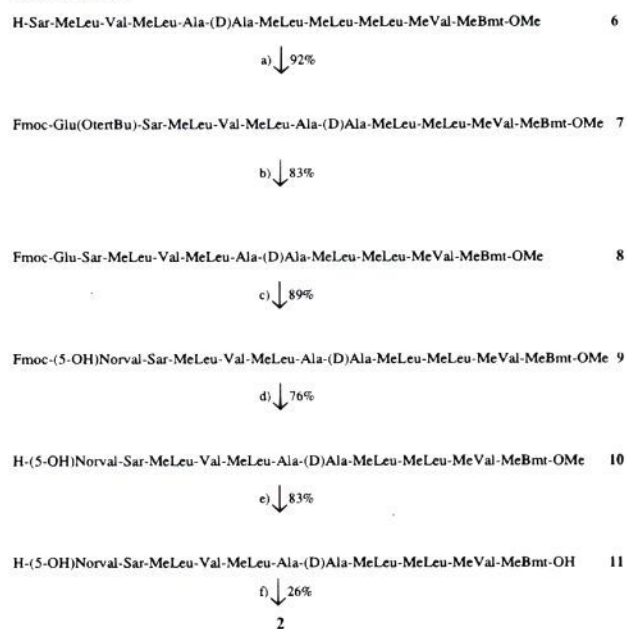 H-Sar-MeLeu-Val-MeLeu-Ala-(D)Ala-MeLeu-MeLeu-MeLeu-MeVal-MeBmt-OMe 6
a) ↓ 92%
Fmoc-Glu(OtertBu)-Sar-MeLeu-Val-MeLeu-Ala-(D)Ala-MeLeu-MeLeu-MeVal-MeBmt-OMe 7
b) ↓ 83%
Fmoc-Glu-Sar-MeLeu-Val-MeLeu-Ala-(D)Ala-MeLeu-MeLeu-MeVal-MeBmt-OMe 8
c) ↓ 89%
Fmoc-(5-OH)Norval-Sar-MeLeu-Val-MeLeu-Ala-(D)Ala-MeLeu-MeLeu-MeVal-MeBmt-OMe 9
d) ↓ 76%
H-(5-OH)Norval-Sar-MeLeu-Val-MeLeu-Ala-(D)Ala-MeLeu-MeLeu-MeVal-MeBmt-OMe 10
e) ↓ 83%
H-(5-OH)Norval-Sar-MeLeu-Val-MeLeu-Ala-(D)Ala-MeLeu-MeLeu-MeVal-MeBmt-OH 11
f) ↓ 26%
2